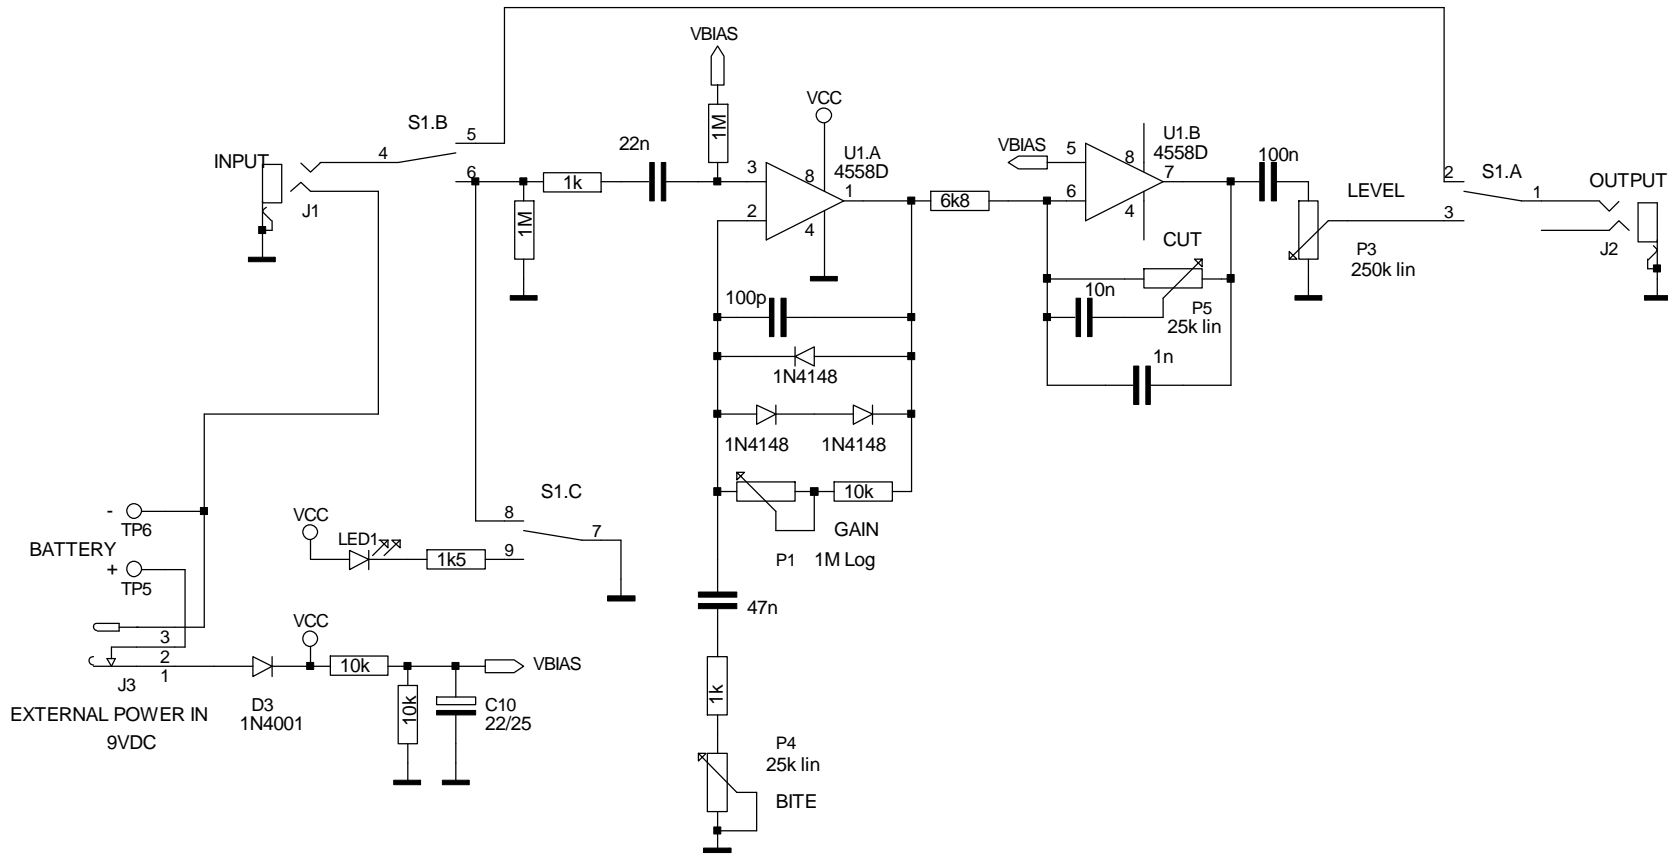 VBIAS
VCC
S1.B
5
4
6
INPUT
J1
1k
22n
1M
1M
3
2
8
4
1
U1.A
4558D
6k8
VBIAS
5
6
8
4
7
U1.B
4558D
100n
LEVEL
P3
250k lin
S1.A
2
3
1
OUTPUT
J2
CUT
10n
P5
25k lin
1n
100p
1N4148
1N4148
1N4148
10k
GAIN
P1
1M Log
S1.C
8
7
9
VCC
LED1
1k5
-
TP6
BATTERY
+
TP5
3
2
1
J3
EXTERNAL POWER IN
9VDC
D3
1N4001
VCC
10k
10k
VBIAS
C10
22/25
47n
1k
P4
25k lin
BITE